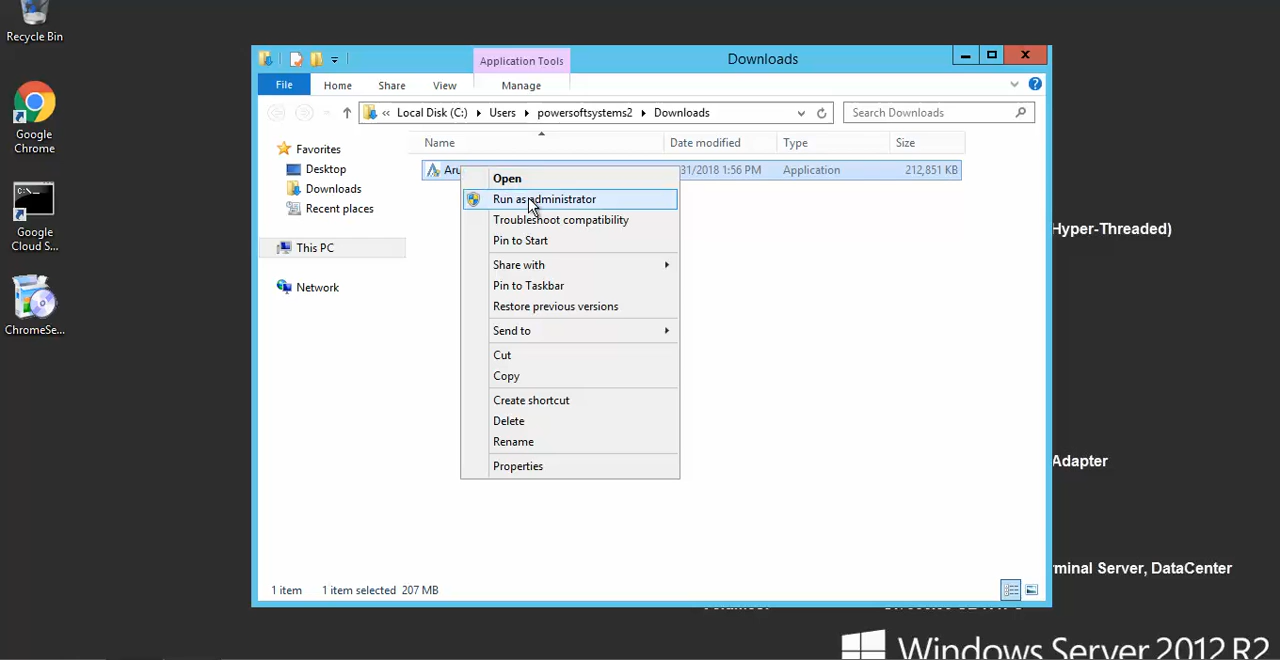 Recycle Bin
Google
Chrome
Google
Cloud S...
ChromeSe...
Application Tools
Downloads
File
Home
Share
View
Manage
« Local Disk (C:) Users powersoftsystems2 Downloads
Search Downloads
Favorites
Desktop
Downloads
Recent places
This PC
Network
Name
Date modified
Type
Size
Aru
31/2018 1:56 PM
Application
212,851 KB
Open
Run as administrator
Troubleshoot compatibility
Pin to Start
Share with
Pin to Taskbar
Restore previous versions
Send to
Cut
Copy
Create shortcut
Delete
Rename
Properties
1 item
1 item selected 207 MB
Hyper-Threaded)
Adapter
rminal Server, DataCenter
Windows Server 2012 R2